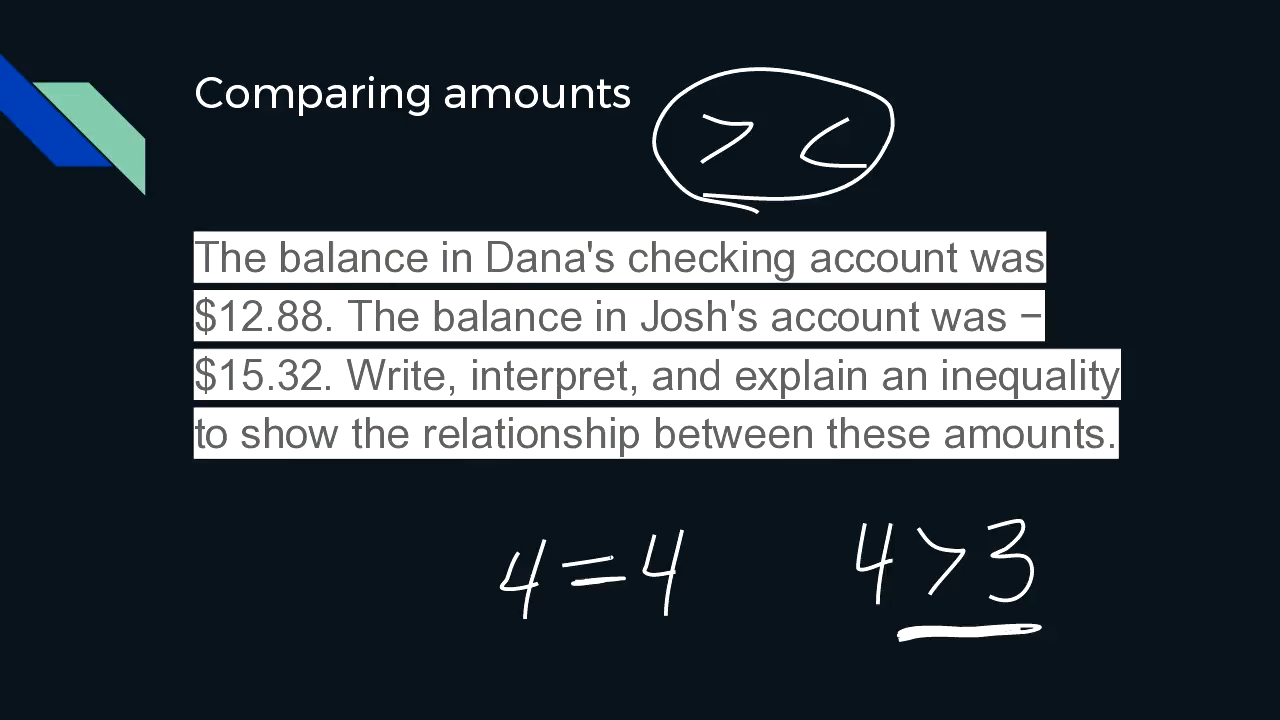 Comparing amounts > <
The balance in Dana's checking account was
$12.88. The balance in Josh's account was −
$15.32. Write, interpret, and explain an inequality
to show the relationship between these amounts.
4=4 4>3